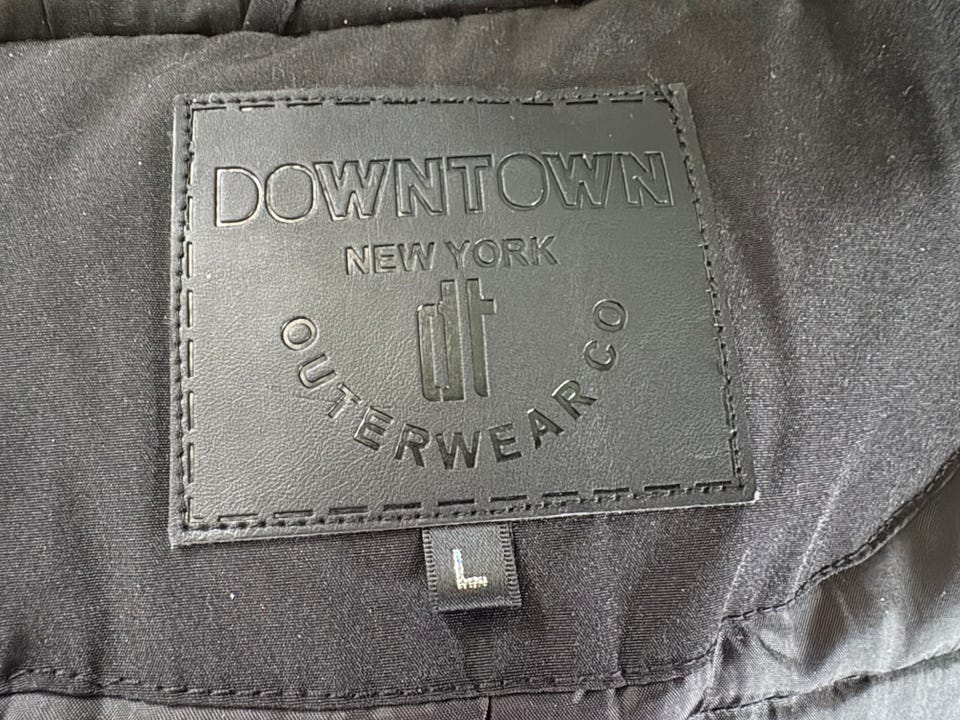 DOWNTOWN
NEW YORK
dt
OUTERWEAR CO
L